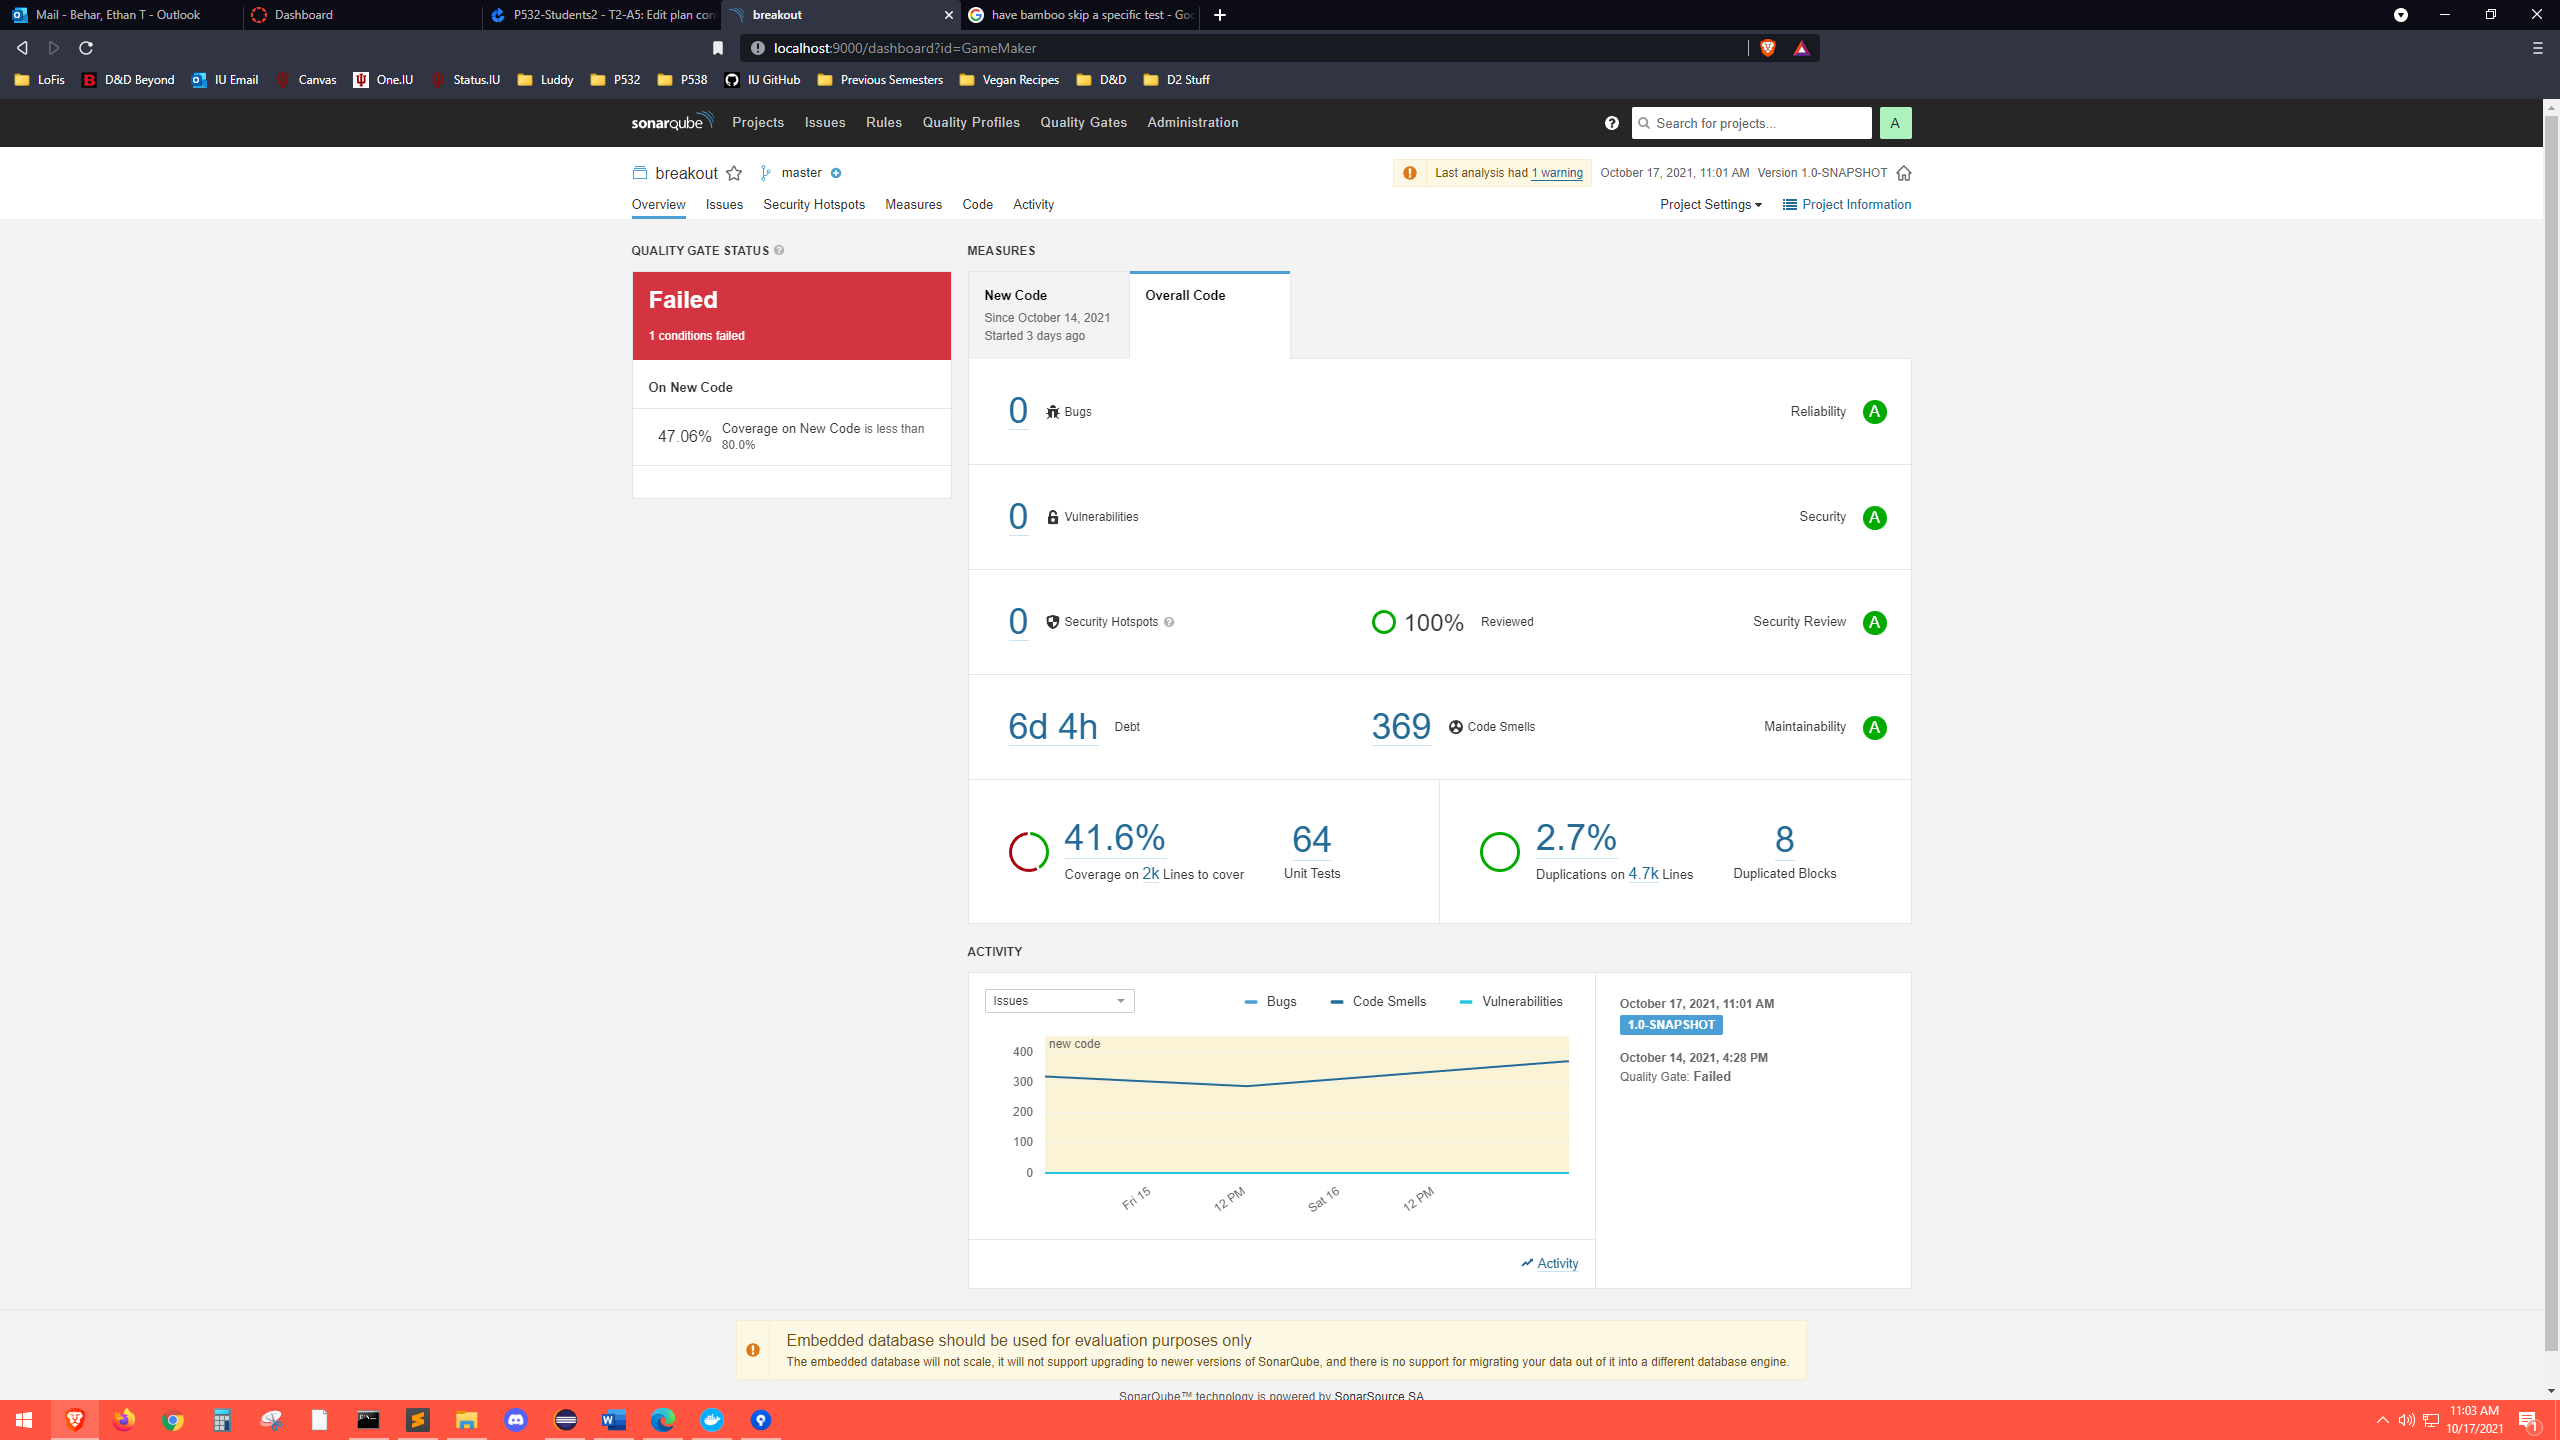 Mail - Behar, Ethan T - Outlook
Dashboard
P532-Students2 - T2-A5: Edit plan con
breakout
have bamboo skip a specific test - Goo
localhost:9000/dashboard?id=GameMaker
LoFis
D&D Beyond
IU Email
Canvas
One.IU
Status.IU
Luddy
P532
P538
IU GitHub
Previous Semesters
Vegan Recipes
D&D
D2 Stuff
sonarqube
Projects
Issues
Rules
Quality Profiles
Quality Gates
Administration
Search for projects...
A
breakout
master
Last analysis had 1 warning
October 17, 2021, 11:01 AM
Version 1.0-SNAPSHOT
Overview
Issues
Security Hotspots
Measures
Code
Activity
Project Settings
Project Information
QUALITY GATE STATUS
Failed
1 conditions failed
On New Code
47.06%
Coverage on New Code is less than
80.0%
MEASURES
New Code
Since October 14, 2021
Started 3 days ago
Overall Code
0 Bugs
Reliability A
0 Vulnerabilities
Security A
0 Security Hotspots
100% Reviewed
Security Review A
6d 4h Debt
369 Code Smells
Maintainability A
41.6%
Coverage on 2k Lines to cover
64
Unit Tests
2.7%
Duplications on 4.7k Lines
8
Duplicated Blocks
ACTIVITY
Issues
Bugs
Code Smells
Vulnerabilities
new code
400
300
200
100
0
Fri 15
12 PM
Sat 16
12 PM
Activity
October 17, 2021, 11:01 AM
1.0-SNAPSHOT
October 14, 2021, 4:28 PM
Quality Gate: Failed
Embedded database should be used for evaluation purposes only
The embedded database will not scale, it will not support upgrading to newer versions of SonarQube, and there is no support for migrating your data out of it into a different database engine.
SonarQube™ technology is powered by SonarSource SA
11:03 AM
10/17/2021
1